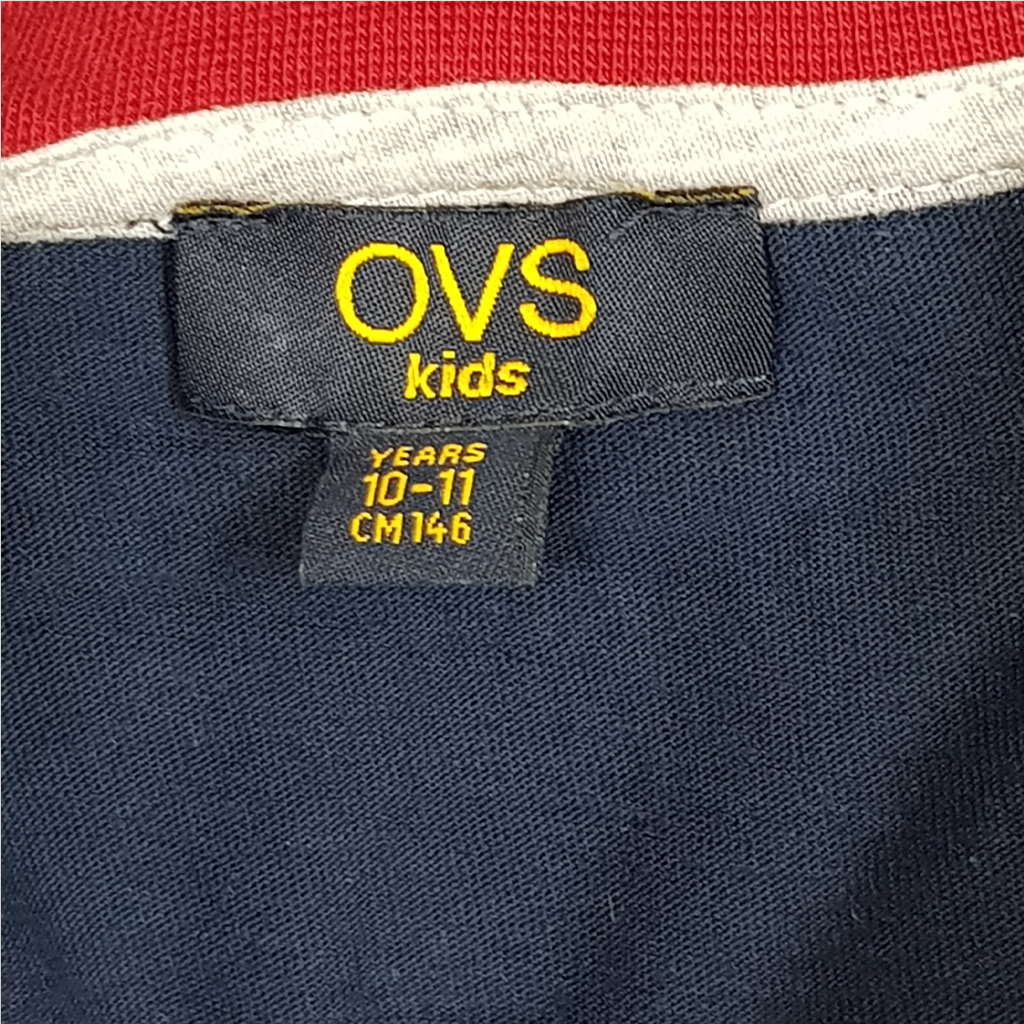 OVS
kids
YEARS
10-11
CM146